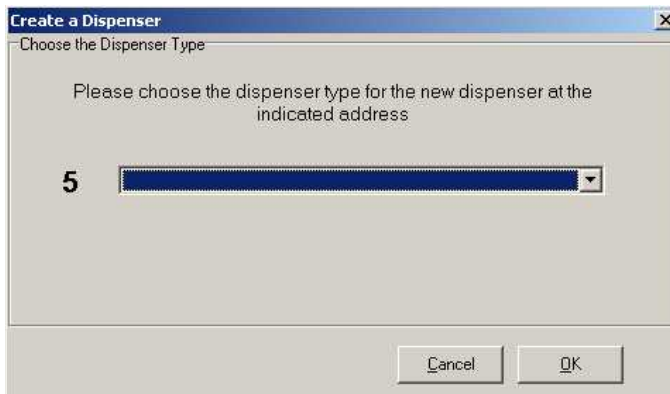 Create a Dispenser
Choose the Dispenser Type
Please choose the dispenser type for the new dispenser at the
indicated address
5
Cancel OK